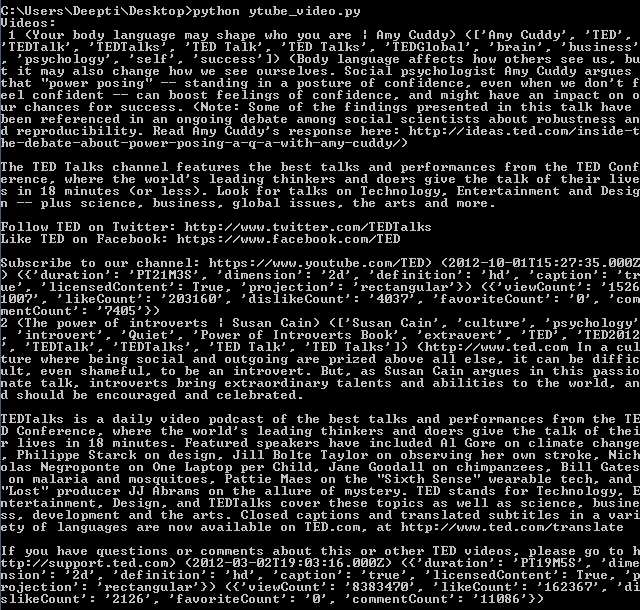 C:\Users\Deepti\Desktop>python ytube_video.py
Videos:
 1 (Your body language may shape who you are ¦ Amy Cuddy) (['Amy Cuddy', 'TED',
'TEDTalk', 'TEDTalks', 'TED Talk', 'TED Talks', 'TEDGlobal', 'brain', 'business'
, 'psychology', 'self', 'success']) (Body language affects how others see us, bu
t it may also change how we see ourselves. Social psychologist Amy Cuddy argues
that "power posing" -- standing in a posture of confidence, even when we don't f
eel confident -- can boost feelings of confidence, and might have an impact on o
ur chances for success. (Note: Some of the findings presented in this talk have
been referenced in an ongoing debate among social scientists about robustness an
d reproducibility. Read Amy Cuddy's response here: http://ideas.ted.com/inside-t
he-debate-about-power-posing-a-q-a-with-amy-cuddy/)

The TED Talks channel features the best talks and performances from the TED Conf
erence, where the world's leading thinkers and doers give the talk of their live
s in 18 minutes (or less). Look for talks on Technology, Entertainment and Desig
n -- plus science, business, global issues, the arts and more.

Follow TED on Twitter: http://www.twitter.com/TEDTalks
Like TED on Facebook: https://www.facebook.com/TED

Subscribe to our channel: https://www.youtube.com/TED) (2012-10-01T15:27:35.000Z
) ({'duration': 'PT21M3S', 'dimension': '2d', 'definition': 'hd', 'caption': 'tr
ue', 'licensedContent': True, 'projection': 'rectangular'}) ({'viewCount': '1526
1007', 'likeCount': '203160', 'dislikeCount': '4037', 'favoriteCount': '0', 'com
mentCount': '7405'})
2 (The power of introverts ¦ Susan Cain) (['Susan Cain', 'culture', 'psychology'
, 'introvert', 'Quiet', 'Power of Itroverts Book', 'extravert', 'TED', 'TED2012'
, 'TEDTalk', 'TEDTalks', 'TED Talk', 'TED Talks']) (http://www.ted.com In a cul
ture where being social and outgoing are prized above all else, it can be diffic
ult, even shameful, to be an introvert. But, as Susan Cain argues in this passio
nate talk, introverts bring extraordinary talents and abilities to the world, an
d should be encouraged and celebrated.

TEDTalks is a daily video podcast of the best talks and performances from the TE
D Conference, where the world's leading thinkers and doers give the talk of thei
r lives in 18 minutes. Featured speakers have included Al Gore on climate change
, Philippe Starck on design, Jill Bolte Taylor on observing her own stroke, Nich
olas Negroponte on One Laptop per Child, Jane Goodall on chimpanzees, Bill Gates
 on malaria and mosquitoes, Pattie Maes on the "Sixth Sense" wearable tech, and
"Lost" producer JJ Abrams on the allure of mystery. TED stands for Technology, E
ntertainment, Design, and TEDTalks cover these topics as well as science, busine
ss, development and the arts. Closed captions and translated subtitles in a vari
ety of languages are now available on TED.com, at http://www.ted.com/translate

If you have questions or comments about this or other TED videos, please go to h
ttp://support.ted.com) (2012-03-02T19:03:16.000Z) ({'duration': 'PT19M5S', 'dime
nsion': '2d', 'definition': 'hd', 'caption': 'true', 'licensedContent': True, 'p
rojection': 'rectangular'}) ({'viewCount': '8383470', 'likeCount': '162367', 'di
slikeCount': '2126', 'favoriteCount': '0', 'commentCount': '11086'})